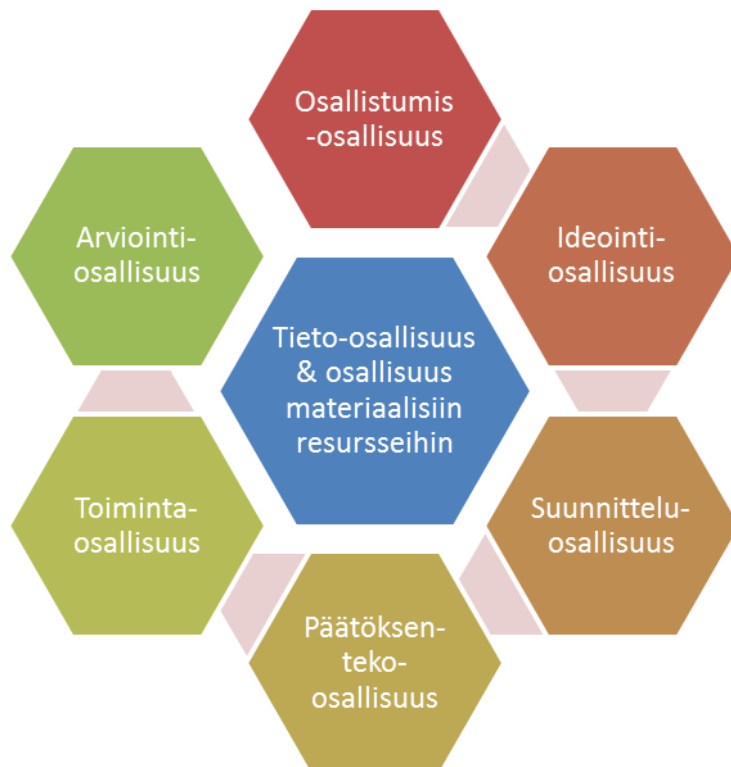 Osallistumis
-osallisuus
Ideointi-
osallisuus
Suunnittelu-
osallisuus
Päätöksen-
teko-
osallisuus
Toiminta-
osallisuus
Arviointi-
osallisuus
Tieto-osallisuus
& osallisuus
materiaalisiin
resursseihin